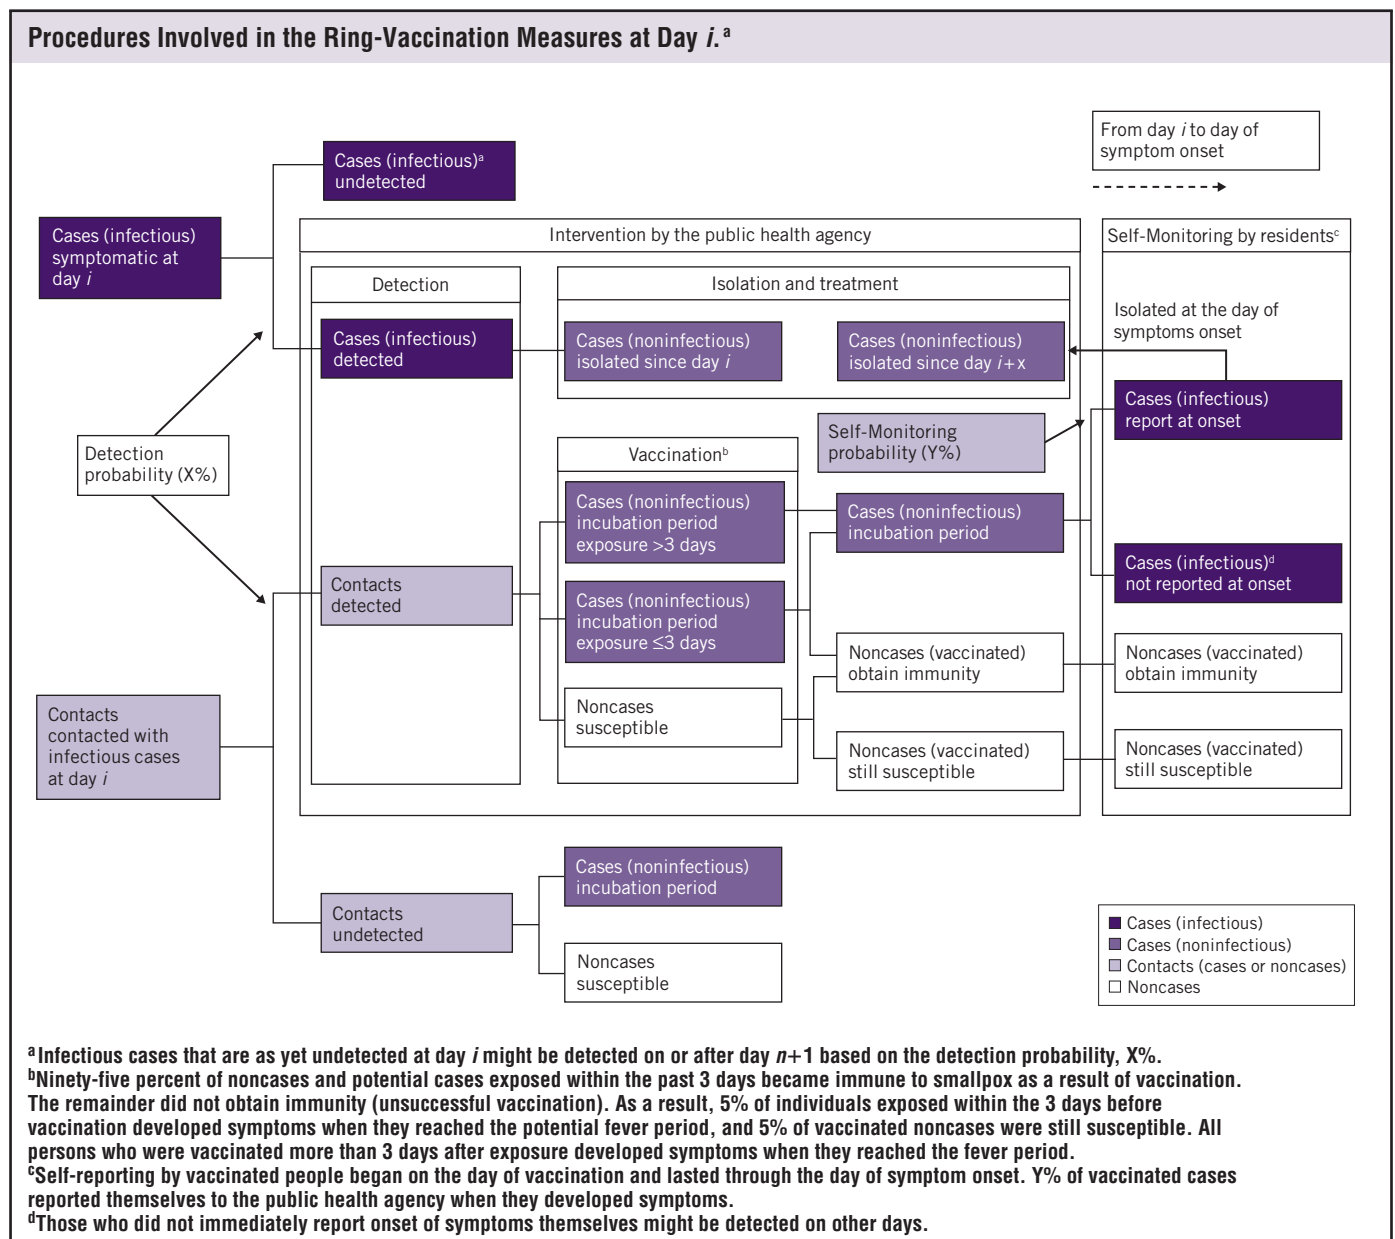 Procedures Involved in the Ring-Vaccination Measures at Day i.a
From day i to day of
symptom onset
Cases (infectious)a
undetected
Cases (infectious)
symptomatic at
day i
Intervention by the public health agency
Self-Monitoring by residentsc
Detection
Isolation and treatment
Isolated at the day of
symptoms onset
Cases (infectious)
detected
Cases (noninfectious)
isolated since day i
Cases (noninfectious)
isolated since day i+x
Cases (infectious)
report at onset
Detection
probability (X%)
Self-Monitoring
probability (Y%)
Vaccinationb
Cases (noninfectious)
incubation period
exposure >3 days
Cases (noninfectious)
incubation period
Cases (infectious)d
not reported at onset
Contacts
detected
Cases (noninfectious)
incubation period
exposure ≤3 days
Noncases (vaccinated)
obtain immunity
Noncases (vaccinated)
obtain immunity
Contacts
contacted with
infectious cases
at day i
Noncases
susceptible
Noncases (vaccinated)
still susceptible
Noncases (vaccinated)
still susceptible
Cases (noninfectious)
incubation period
Contacts
undetected
Noncases
susceptible
Cases (infectious)
Cases (noninfectious)
Contacts (cases or noncases)
Noncases
aInfectious cases that are as yet undetected at day i might be detected on or after day n+1 based on the detection probability, X%.
bNinety-five percent of noncases and potential cases exposed within the past 3 days became immune to smallpox as a result of vaccination.
The remainder did not obtain immunity (unsuccessful vaccination). As a result, 5% of individuals exposed within the 3 days before
vaccination developed symptoms when they reached the potential fever period, and 5% of vaccinated noncases were still susceptible. All
persons who were vaccinated more than 3 days after exposure developed symptoms when they reached the fever period.
cSelf-reporting by vaccinated people began on the day of vaccination and lasted through the day of symptom onset. Y% of vaccinated cases
reported themselves to the public health agency when they developed symptoms.
dThose who did not immediately report onset of symptoms themselves might be detected on other days.